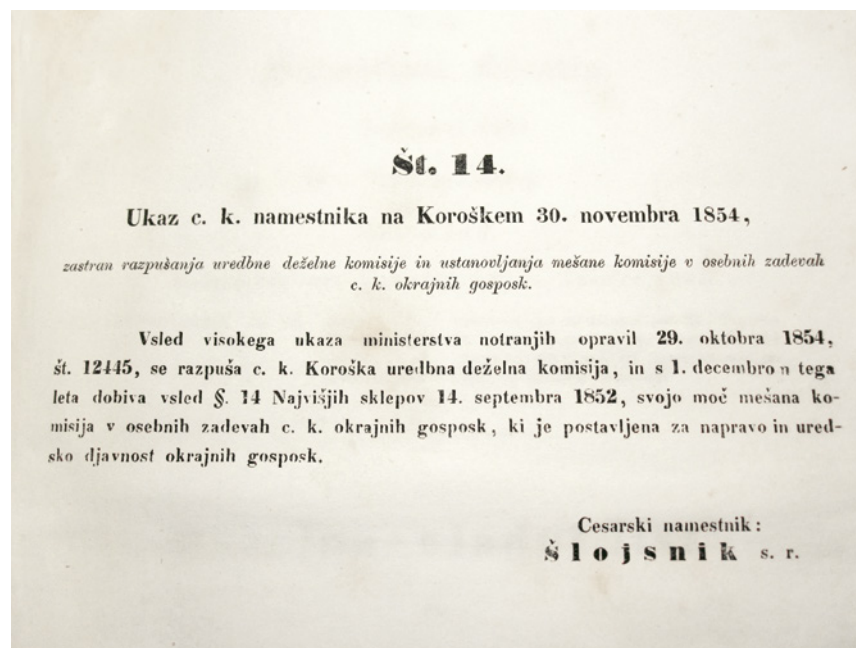 Št. 14.
Ukaz c. k. namestnika na Koroškem 30. novembra 1854,
zastran razpušanja uredbne deželne komisije in ustanovljanja mešane komisije v osebnih zadevah
c. k. okrajnih gosposk.
Vsled visokega ukaza ministerstva notranjih opravil 29. oktobra 1854,
št. 12445, se razpuša c. k. Koroška uredbna deželna komisija, in s 1. decembrom tega
leta dobiva vsled §. 14 Najvišjih sklepov 14. septembra 1852, svojo moč mešana ko-
misija v osebnih zadevah c. k. okrajnih gosposk, ki je postavljena za napravo in ured-
sko djavnost okrajnih gosposk.
Cesarski namestnik:
Šlojsnik s. r.